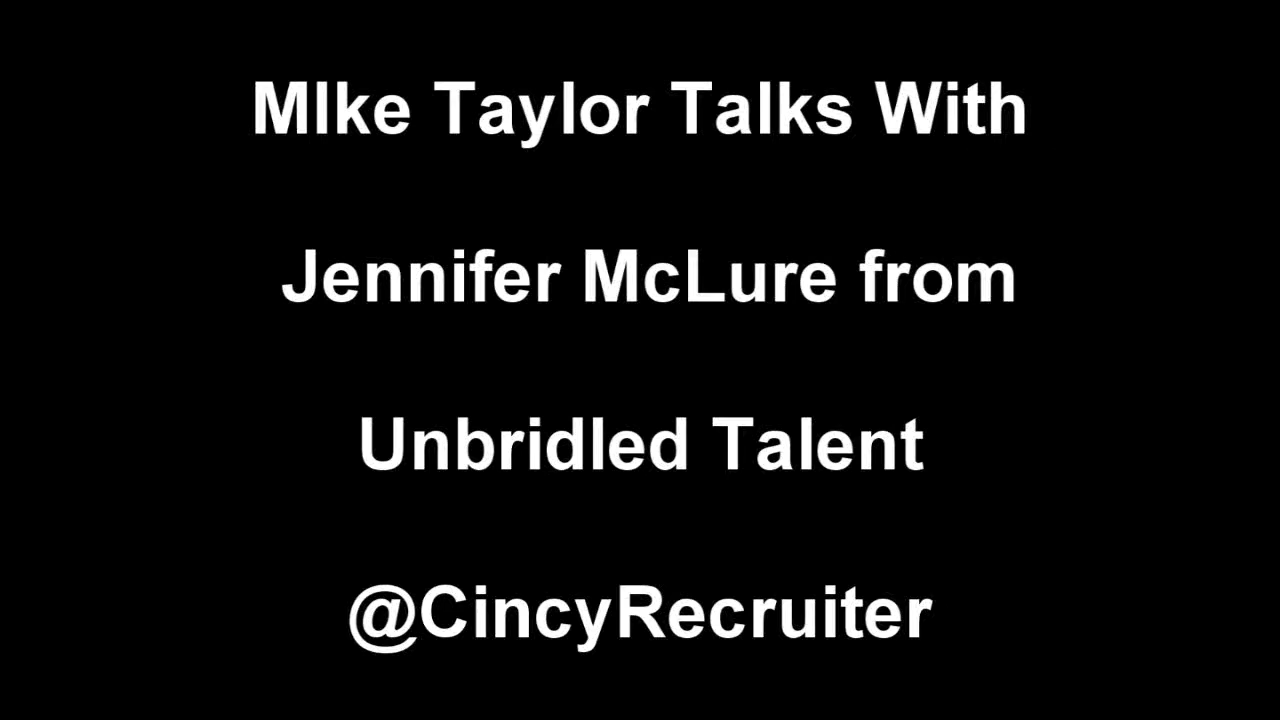 MIke Taylor Talks With
Jennifer McLure from
Unbridled Talent
@CincyRecruiter